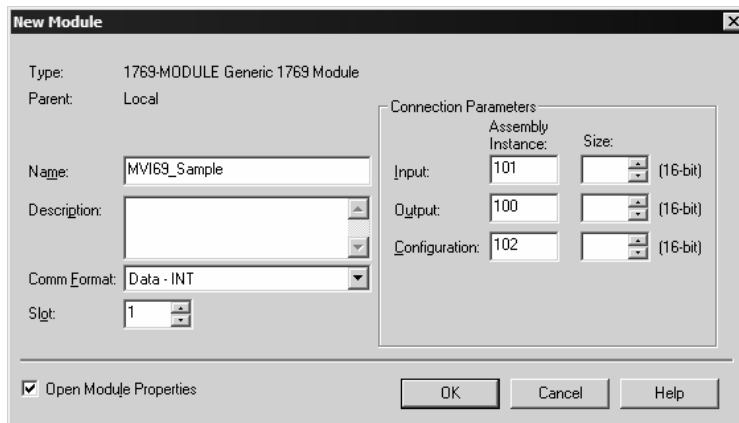 New Module
Type: 1769-MODULE Generic 1769 Module
Parent: Local
Connection Parameters
Assembly
Instance: Size:
Name: MVI69_Sample
Input: 101 (16-bit)
Description:
Output: 100 (16-bit)
Configuration: 102 (16-bit)
Comm Format: Data - INT
Slot: 1
Open Module Properties
OK Cancel Help